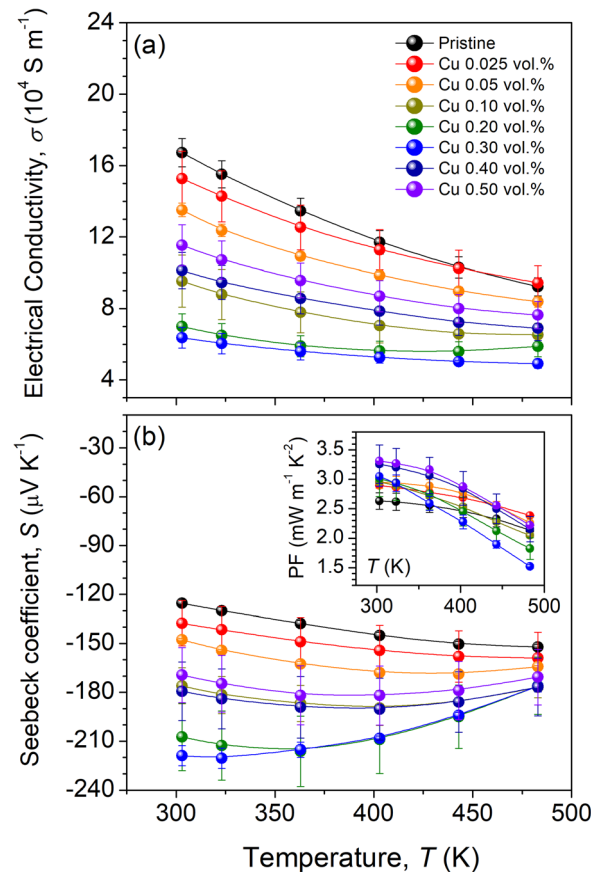 24
20
16
12
8
4
Electrical Conductivity, σ (10⁴ S m⁻¹)
(a)
Pristine
Cu 0.025 vol.%
Cu 0.05 vol.%
Cu 0.10 vol.%
Cu 0.20 vol.%
Cu 0.30 vol.%
Cu 0.40 vol.%
Cu 0.50 vol.%
-30
-60
-90
-120
-150
-180
-210
-240
Seebeck coefficient, S (μV K⁻¹)
(b)
3.5
3.0
2.5
2.0
1.5
PF (mW m⁻¹ K⁻²)
T (K)
300 400 500
300 350 400 450 500
Temperature, T (K)